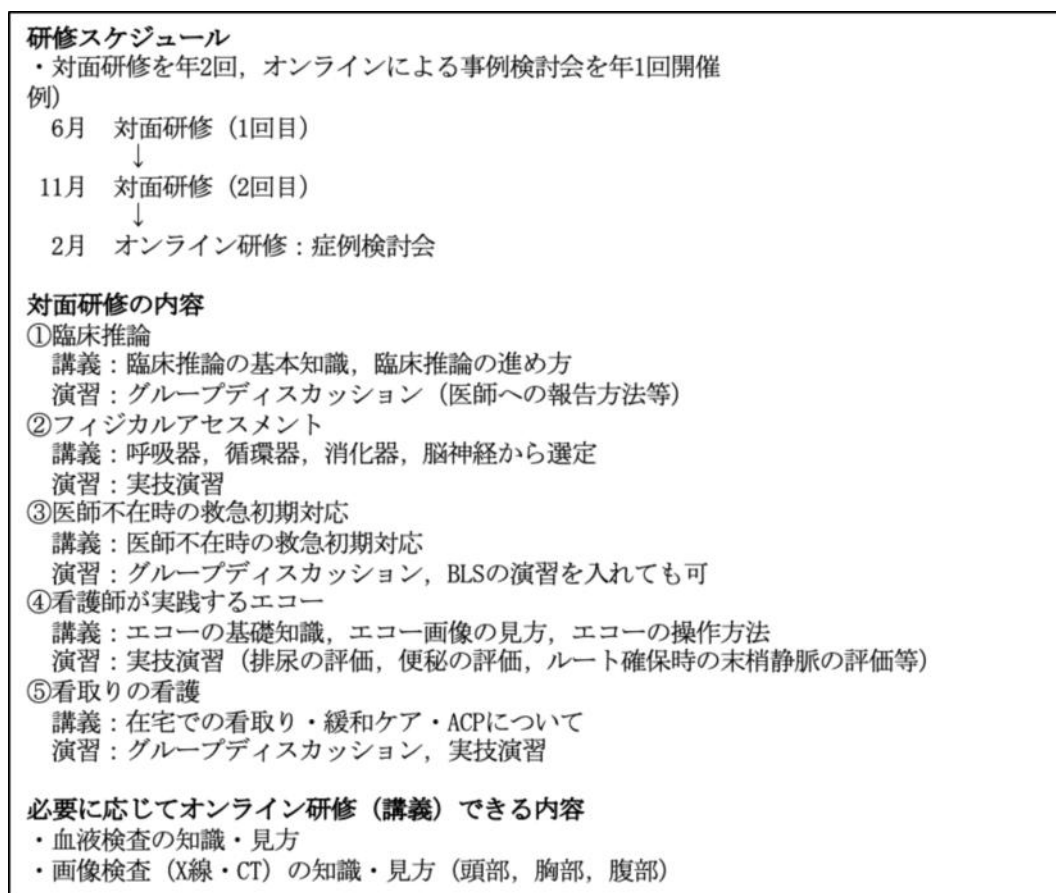 研修スケジュール
・対面研修を年2回，オンラインによる事例検討会を年1回開催
例）
6月　対面研修（1回目）
↓
11月　対面研修（2回目）
↓
2月　オンライン研修：症例検討会
対面研修の内容
①臨床推論
講義：臨床推論の基本知識，臨床推論の進め方
演習：グループディスカッション（医師への報告方法等）
②フィジカルアセスメント
講義：呼吸器，循環器，消化器，脳神経から選定
演習：実技演習
③医師不在時の救急初期対応
講義：医師不在時の救急初期対応
演習：グループディスカッション，BLSの演習を入れても可
④看護師が実践するエコー
講義：エコーの基礎知識，エコー画像の見方，エコーの操作方法
演習：実技演習（排尿の評価，便秘の評価，ルート確保時の末梢静脈の評価等）
⑤看取りの看護
講義：在宅での看取り・緩和ケア・ACPについて
演習：グループディスカッション，実技演習
必要に応じてオンライン研修（講義）できる内容
・血液検査の知識・見方
・画像検査（X線・CT）の知識・見方（頭部，胸部，腹部）